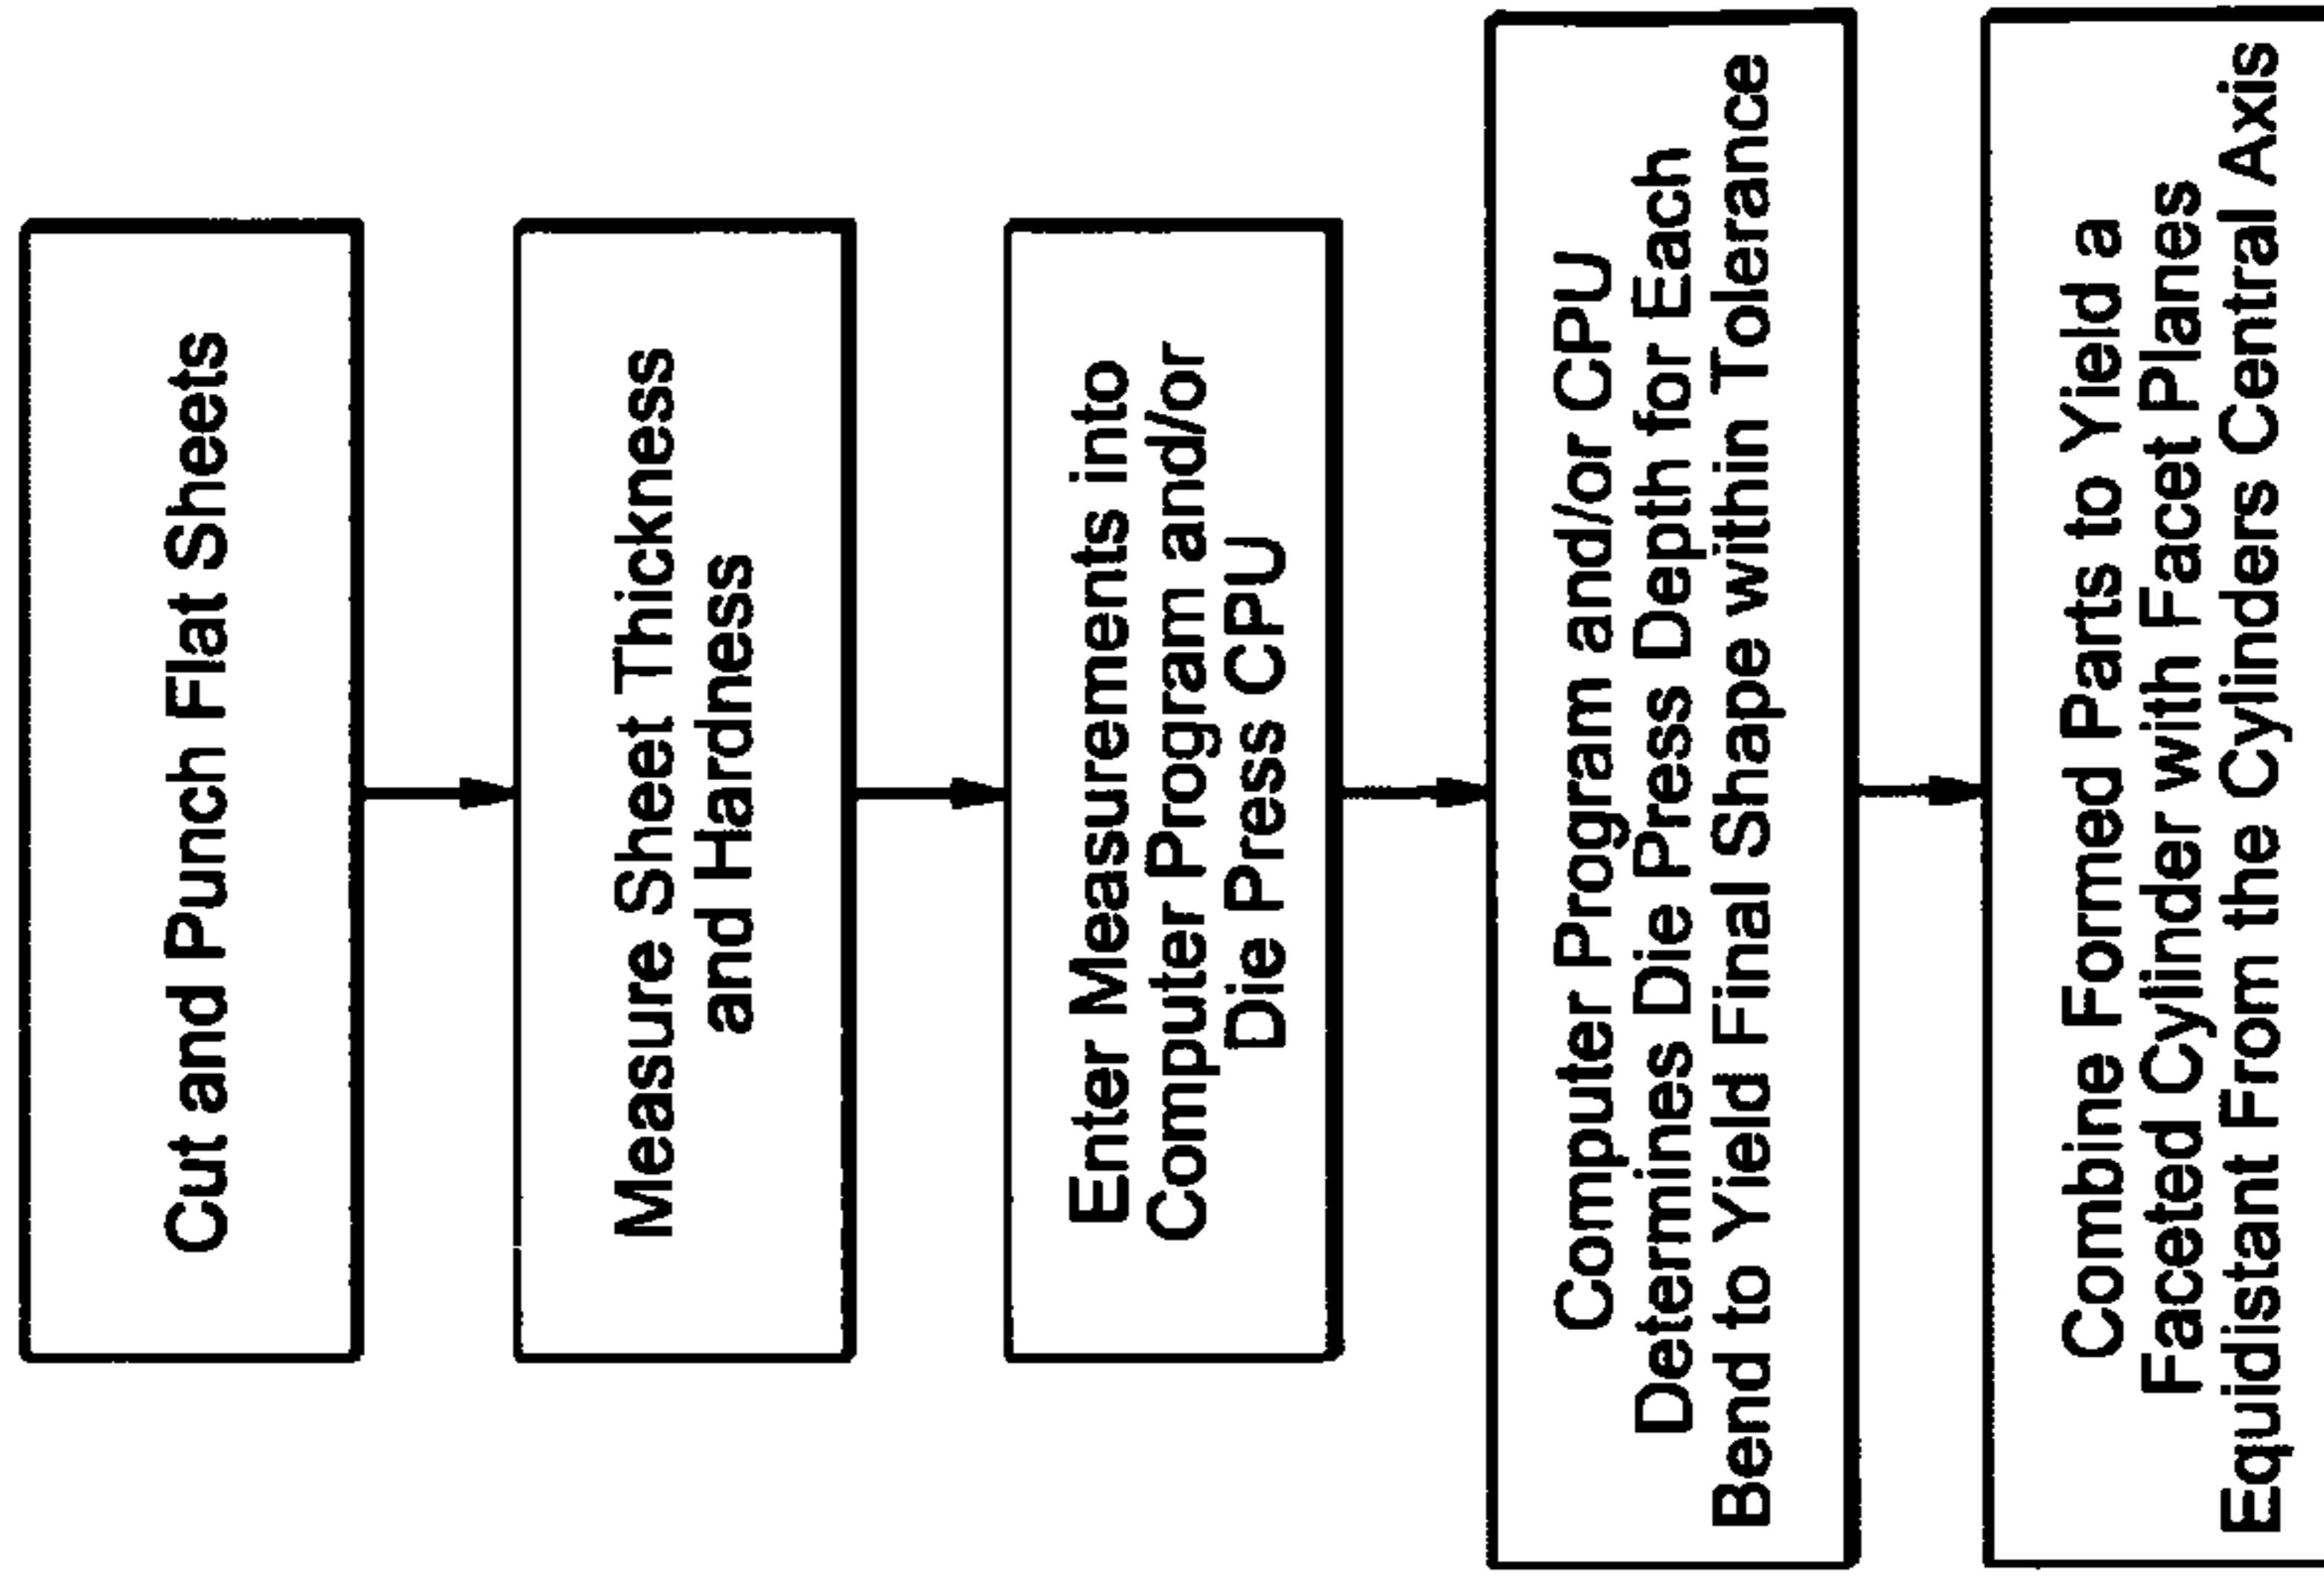 Cut and Punch Flat Sheets
Measure Sheet Thickness
and Hardness
Enter Measurements into
Computer Program and/or
Die Press CPU
Computer Program and/or CPU
Determines Die Press Depth for Each
Bend to Yield Final Shape within Tolerance
Combine Formed Parts to Yield a
Faceted Cylinder with Facet Planes
Equidistant From the Cylinders Central Axis